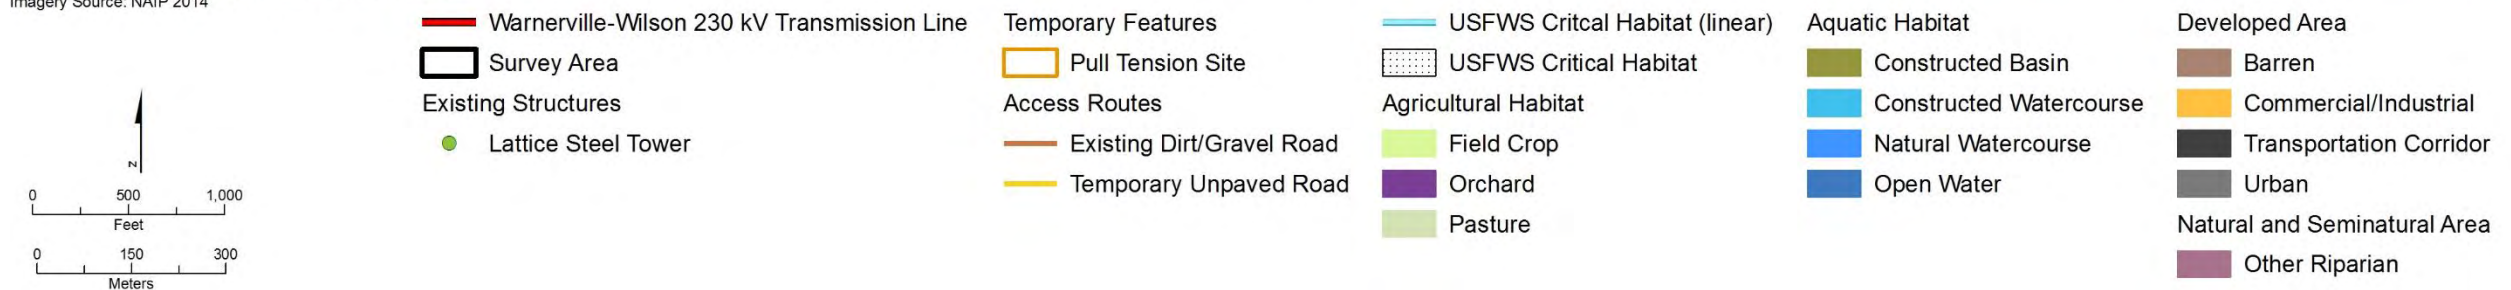 Imagery Source: NAIP 2014
N
0 500 1,000
Feet
0 150 300
Meters
Warnerville-Wilson 230 kV Transmission Line
Survey Area
Existing Structures
Lattice Steel Tower
Temporary Features
Pull Tension Site
Access Routes
Existing Dirt/Gravel Road
Temporary Unpaved Road
USFWS Critcal Habitat (linear)
USFWS Critical Habitat
Agricultural Habitat
Field Crop
Orchard
Pasture
Aquatic Habitat
Constructed Basin
Constructed Watercourse
Natural Watercourse
Open Water
Developed Area
Barren
Commercial/Industrial
Transportation Corridor
Urban
Natural and Seminatural Area
Other Riparian